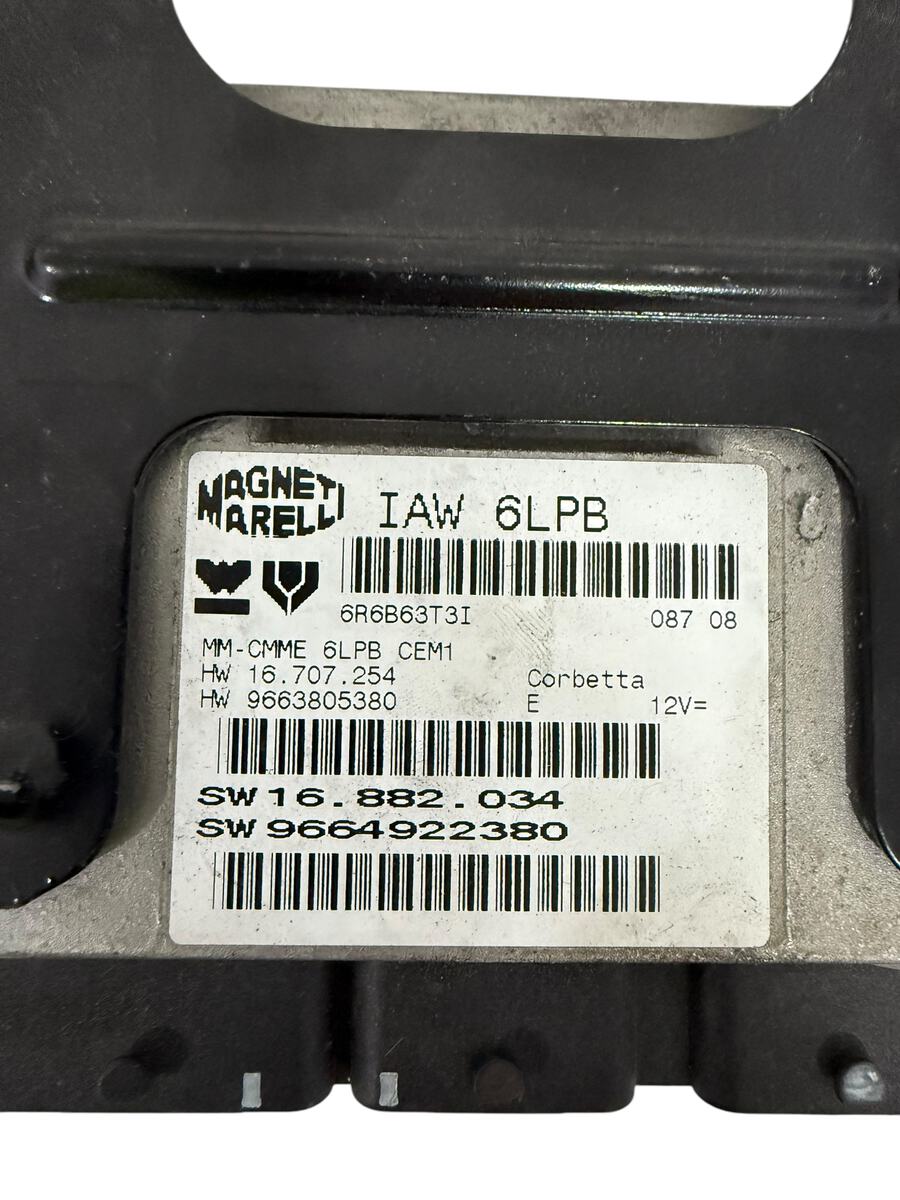 MAGNETI
MARELLI
IAW 6LPB
6R6B63T3I 087 08
MM-CMME 6LPB CEM1
HW 16.707.254 Corbetta
HW 9663805380 E 12V=
SW 16.882.034
SW 9664922380